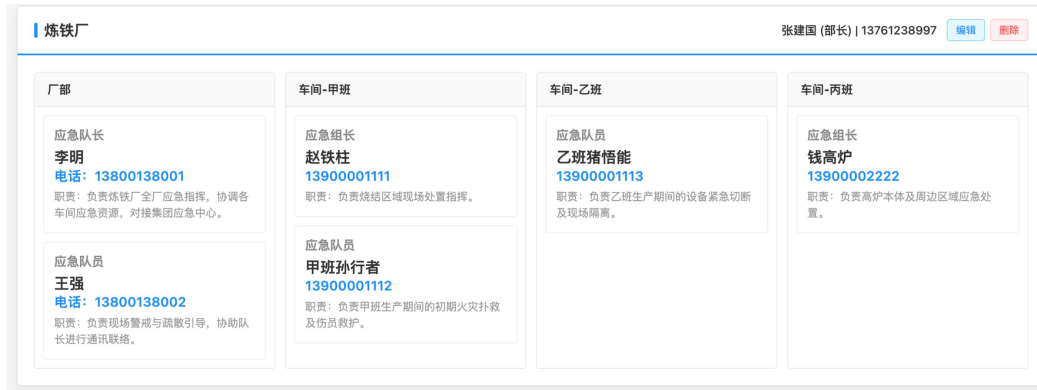 炼铁厂
张建国 (部长) | 13761238997 编辑 删除
厂部
应急队长
李明
电话：13800138001
职责：负责炼铁厂全厂应急指挥，协调各
车间应急资源，对接集团应急中心。
应急队员
王强
电话：13800138002
职责：负责现场警戒与疏散引导，协助队
长进行通讯联络。
车间-甲班
应急组长
赵铁柱
13900001111
职责：负责烧结区域现场处置指挥。
应急队员
甲班孙行者
13900001112
职责：负责甲班生产期间的初期火灾扑救
及伤员救护。
车间-乙班
应急队员
乙班猪悟能
13900001113
职责：负责乙班生产期间的设备紧急切断
及现场隔离。
车间-丙班
应急组长
钱高炉
13900002222
职责：负责高炉本体及周边区域应急处
置。